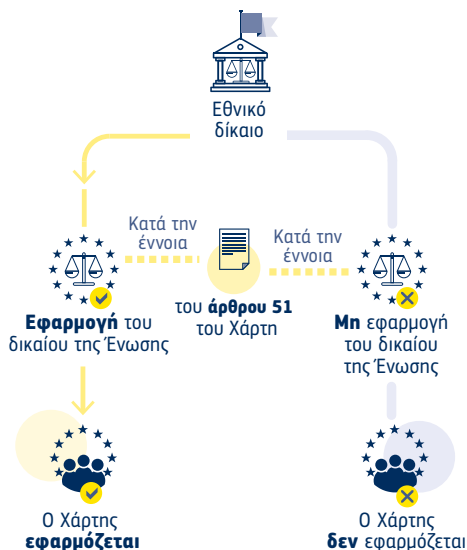 Εθνικό
δίκαιο
Κατά την
έννοια
Κατά την
έννοια
του άρθρου 51
του Χάρτη
Εφαρμογή του
δικαίου της Ένωσης
Μη εφαρμογή
του δικαίου
της Ένωσης
Ο Χάρτης
εφαρμόζεται
Ο Χάρτης
δεν εφαρμόζεται